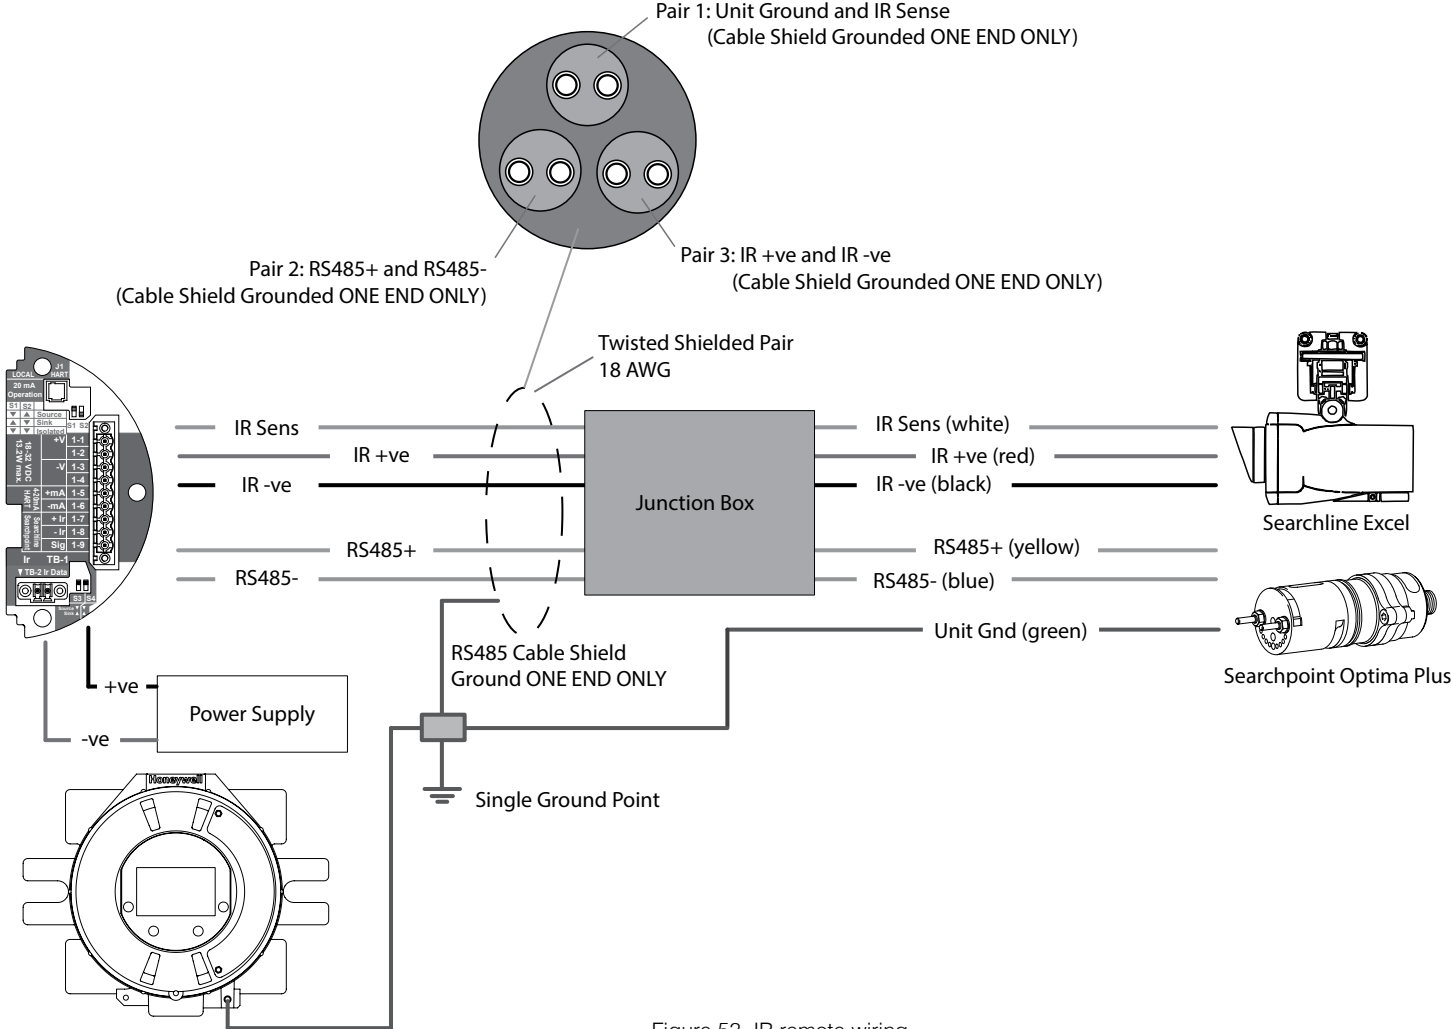 Pair 1: Unit Ground and IR Sense
(Cable Shield Grounded ONE END ONLY)
Pair 2: RS485+ and RS485-
(Cable Shield Grounded ONE END ONLY)
Pair 3: IR +ve and IR -ve
(Cable Shield Grounded ONE END ONLY)
Twisted Shielded Pair
18 AWG
J1
LOCAL HART
20 mA
Operation
S1 S2
▼ ▲ Source
▲ ▼ Sink
▼ ▼ Isolated
S1 S2
18-32 VDC
13.2W max.
+V 1-1
1-2
-V 1-3
1-4
4-20mA
HART
+mA 1-5
-mA 1-6
Searchline
Searchpoint
+ Ir 1-7
- Ir 1-8
Sig 1-9
Ir TB-1
▼ TB-2 Ir Data
S3 S4
Source ▼
Sink ▲
IR Sens
IR +ve
IR -ve
RS485+
RS485-
Junction Box
IR Sens (white)
IR +ve (red)
IR -ve (black)
RS485+ (yellow)
RS485- (blue)
Unit Gnd (green)
Searchline Excel
Searchpoint Optima Plus
RS485 Cable Shield
Ground ONE END ONLY
+ve
-ve
Power Supply
Single Ground Point
Honeywell
Figure 52. IR remote wiring